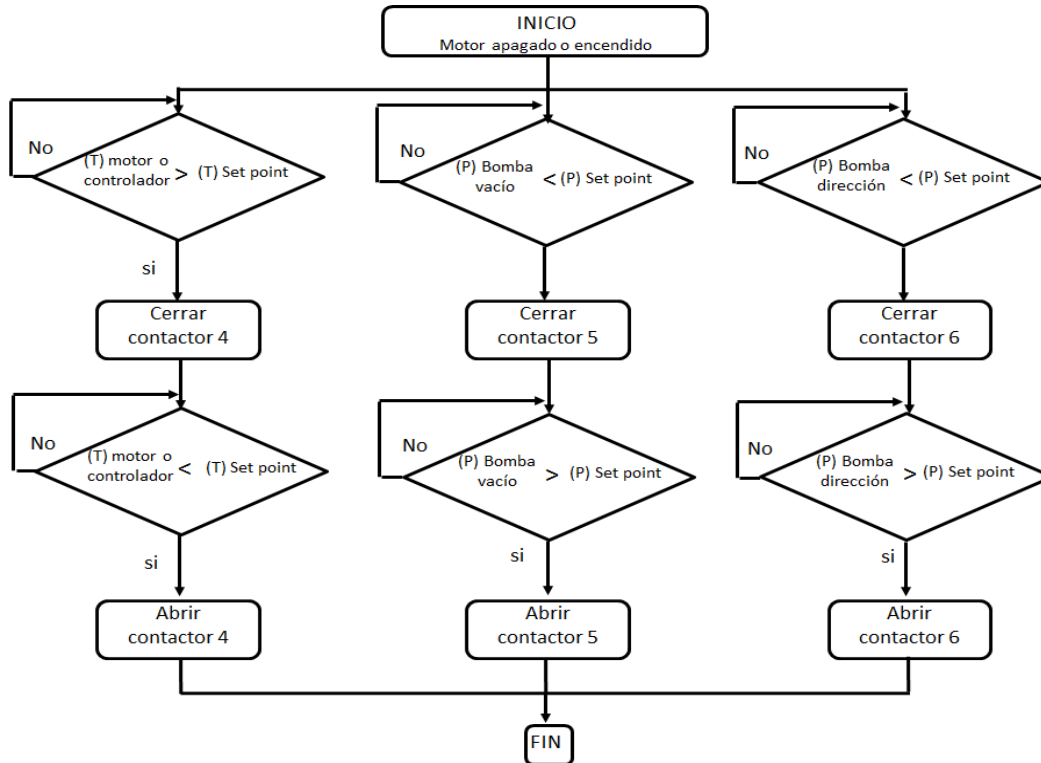 INICIO
Motor apagado o encendido
No
(T) motor o
controlador > (T) Set point
si
Cerrar
contactor 4
No
(T) motor o
controlador < (T) Set point
si
Abrir
contactor 4
No
(P) Bomba
vacío < (P) Set point
Cerrar
contactor 5
No
(P) Bomba
vacío > (P) Set point
si
Abrir
contactor 5
No
(P) Bomba
dirección < (P) Set point
Cerrar
contactor 6
No
(P) Bomba
dirección > (P) Set point
si
Abrir
contactor 6
FIN